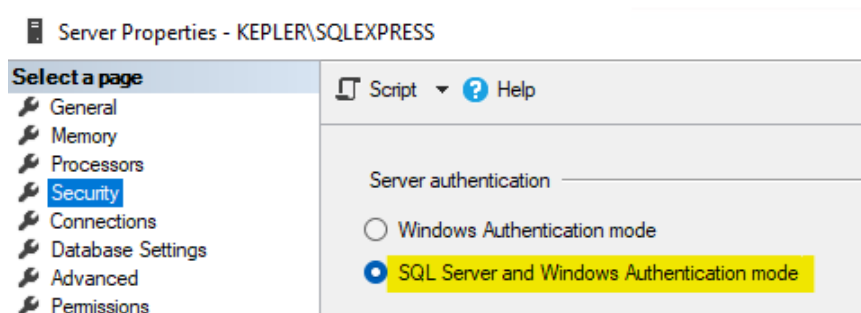 Server Properties - KEPLER\SQLEXPRESS
Select a page
General
Memory
Processors
Security
Connections
Database Settings
Advanced
Permissions
Script
Help
Server authentication
Windows Authentication mode
SQL Server and Windows Authentication mode